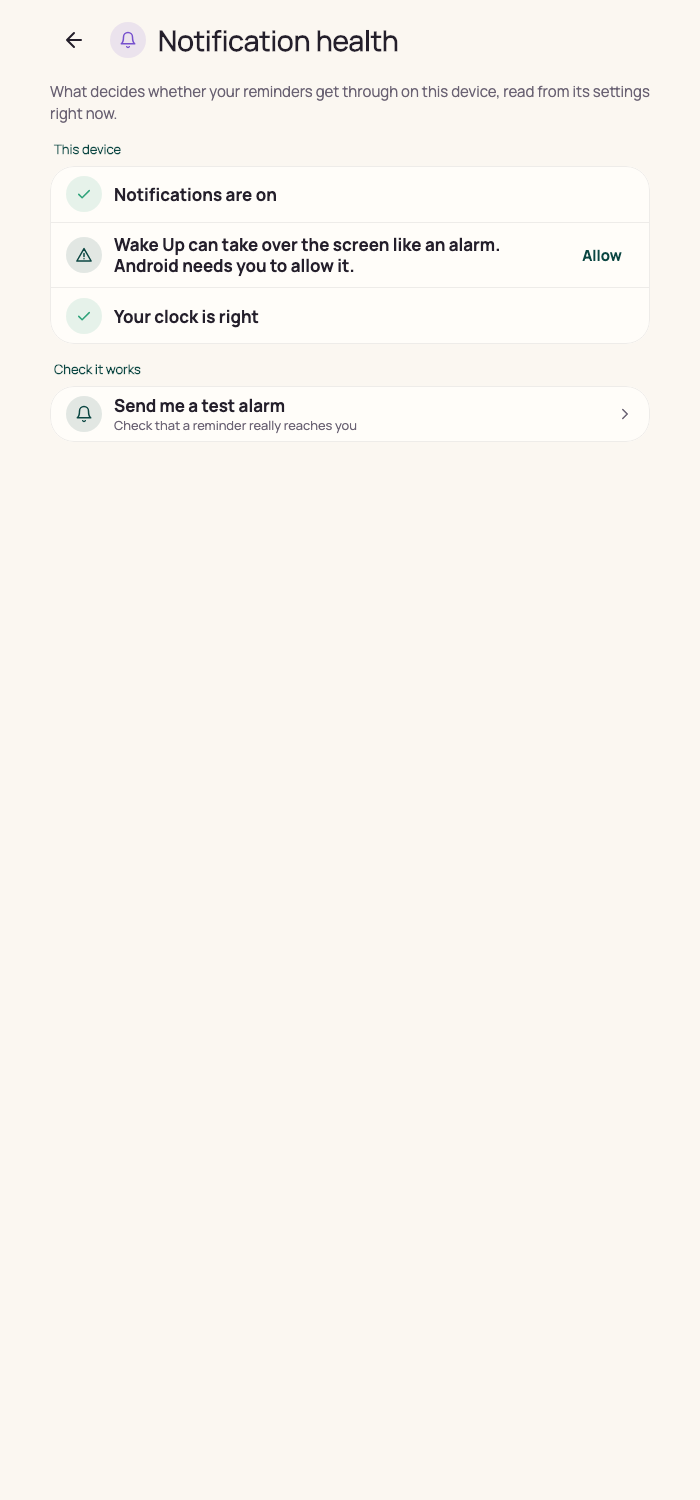 Notification health
What decides whether your reminders get through on this device, read from its settings
right now.
This device
Notifications are on
Wake Up can take over the screen like an alarm.
Android needs you to allow it.
Allow
Your clock is right
Check it works
Send me a test alarm
Check that a reminder really reaches you